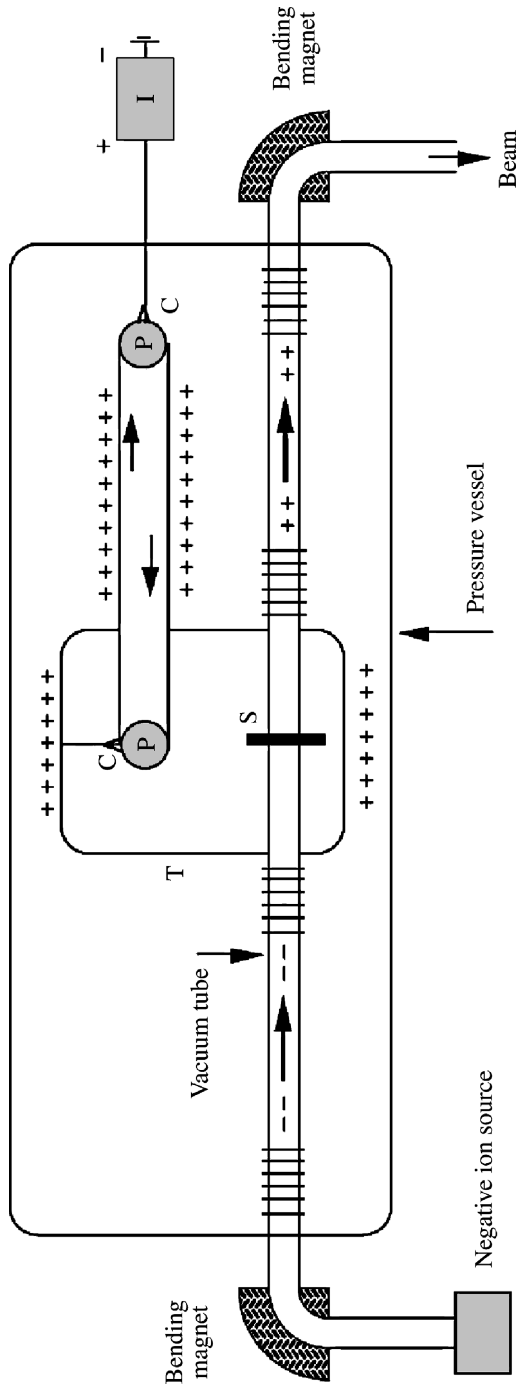 + −
I
Bending
magnet
C
P
+ + + + + + + + + + +
+ + + + + + + + + + +
+ + + + + + + +
C
P
T
S
+ + + + + + + +
Vacuum tube
− −
− −
+ +
+ +
Pressure vessel
Bending
magnet
Negative ion source
Beam